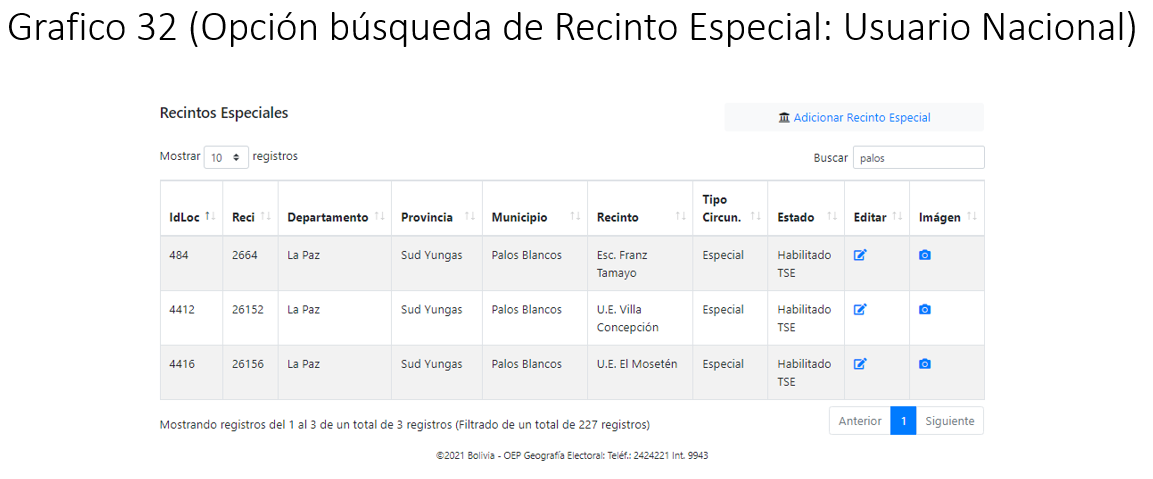 Grafico 32 (Opción búsqueda de Recinto Especial: Usuario Nacional)
Recintos Especiales
Adicionar Recinto Especial
Mostrar 10 registros
Buscar palos
IdLoc Reci Departamento Provincia Municipio Recinto Tipo Circun. Estado Editar Imágen
484 2664 La Paz Sud Yungas Palos Blancos Esc. Franz Tamayo Especial Habilitado TSE
4412 26152 La Paz Sud Yungas Palos Blancos U.E. Villa Concepción Especial Habilitado TSE
4416 26156 La Paz Sud Yungas Palos Blancos U.E. El Mosetén Especial Habilitado TSE
Mostrando registros del 1 al 3 de un total de 3 registros (Filtrado de un total de 227 registros)
Anterior 1 Siguiente
©2021 Bolivia - OEP Geografía Electoral: Teléf.: 2424221 Int. 9943